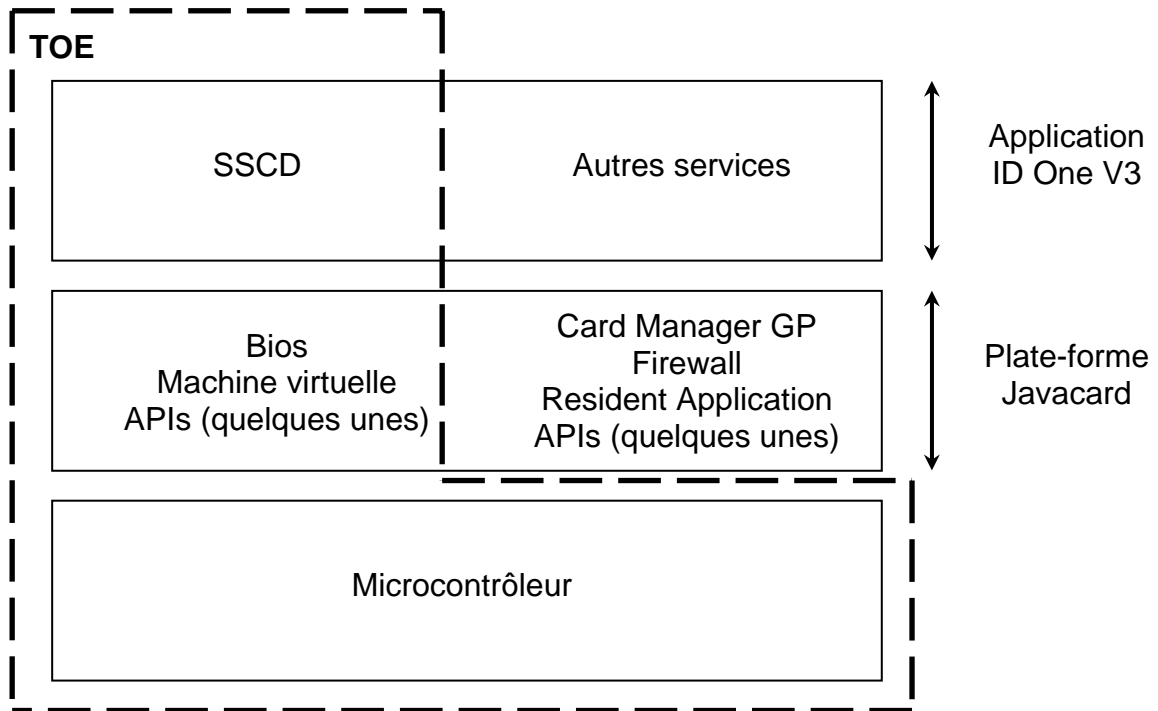 TOE
SSCD
Autres services
Application
ID One V3
Bios
Machine virtuelle
APIs (quelques unes)
Card Manager GP
Firewall
Resident Application
APIs (quelques unes)
Plate-forme
Javacard
Microcontrôleur